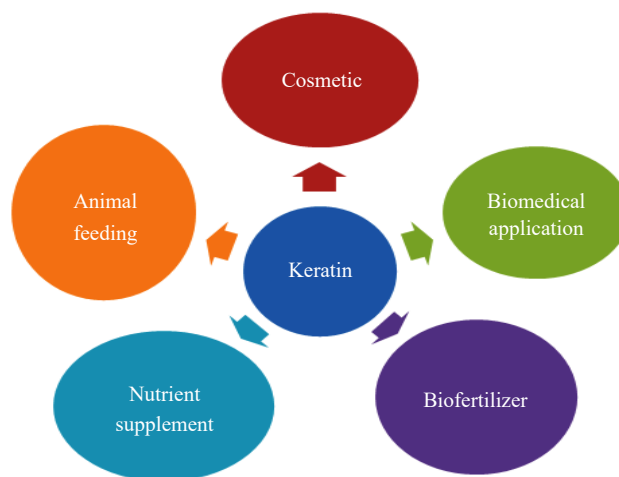 Cosmetic
Animal
feeding
Biomedical
application
Keratin
Nutrient
supplement
Biofertilizer